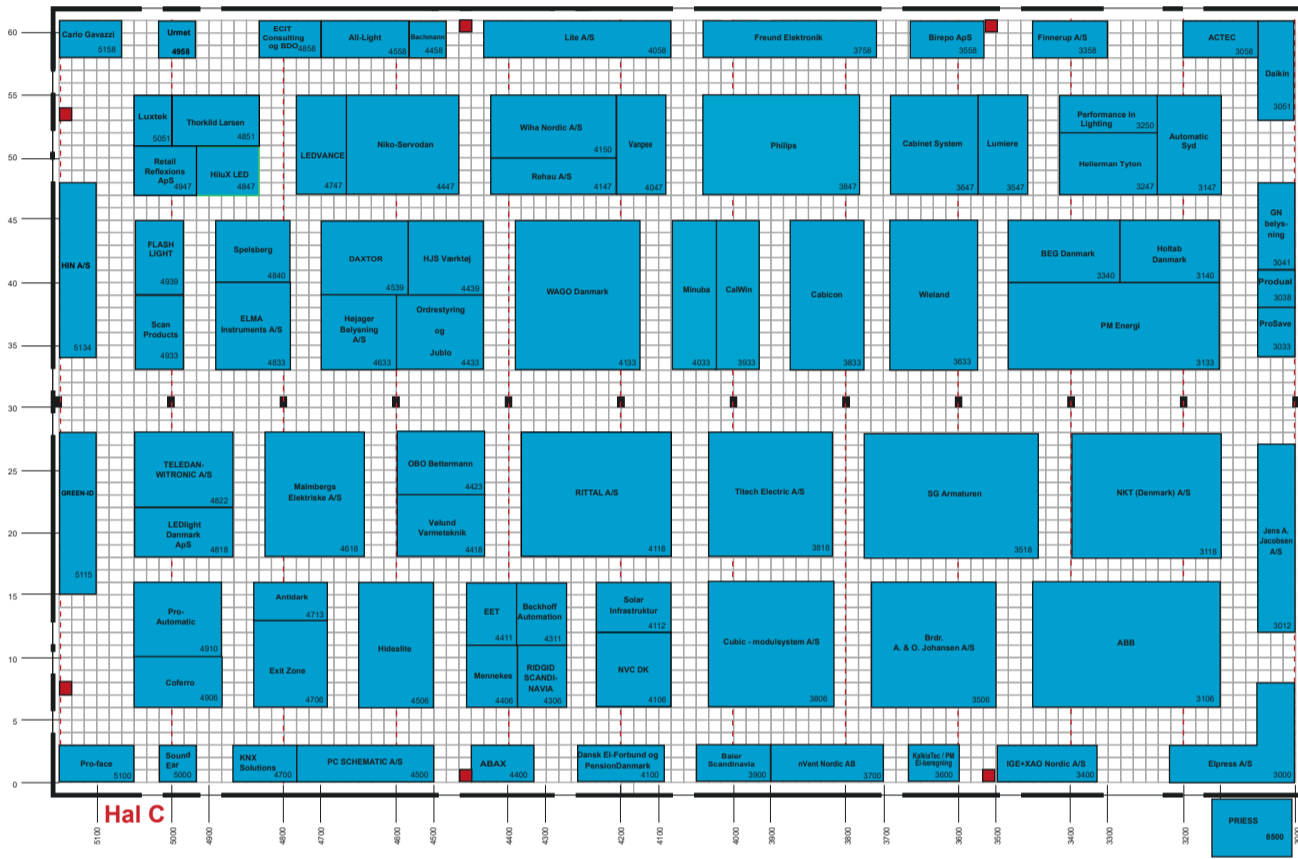 60
Carlo Gavazzi
5158
Urmet
4958
ECIT
Consulting
og BDO
4658
All-Light
4558
Bachmann
4458
Lite A/S
4058
Freund Elektronik
3758
Birepo ApS
3558
Finnerup A/S
3358
ACTEC
3058
Daikin
3051
55
Luxtek
5051
Thorkild Larsen
4851
Retail
Reflexions
ApS
4947
HiluX LED
4847
LEDVANCE
4747
Niko-Servodan
4447
Wiha Nordic A/S
4150
Rehau A/S
4147
Vanpee
4047
Philips
3847
Cabinet System
3647
Lumiere
3547
Performance In
Lighting
3250
Hellerman Tyton
3247
Automatic
Syd
3147
50
45
HIN A/S
5134
FLASH
LIGHT
4939
Scan
Products
4933
Spelsberg
4840
ELMA
Instruments A/S
4833
DAXTOR
4539
HJS Værktøj
4439
Højager
Belysning
A/S
4633
Ordrestyring
og
Jublo
4433
WAGO Danmark
4133
Minuba
4033
CalWin
3933
Cabicon
3833
Wieland
3633
BEG Danmark
3340
Holtab
Danmark
3140
PM Energi
3133
GN
belys-
ning
3041
Produal
3038
ProSave
3033
40
35
30
25
GREEN-ID
5115
TELEDAN-
WITRONIC A/S
4822
LEDlight
Danmark
ApS
4818
Malmbergs
Elektriske A/S
4618
OBO Bettermann
4423
Vølund
Varmeteknik
4418
RITTAL A/S
4118
Titech Electric A/S
3818
SG Armaturen
3518
NKT (Denmark) A/S
3118
Jens A.
Jacobsen
A/S
3012
20
15
Pro-
Automatic
4910
Coferro
4906
Antidark
4713
Exit Zone
4706
Hidealite
4506
EET
4411
Beckhoff
Automation
4311
Mennekes
4406
RIDGID
SCANDI-
NAVIA
4306
Solar
Infrastruktur
4112
NVC DK
4106
Cubic - modulsystem A/S
3806
Brdr.
A. & O. Johansen A/S
3506
ABB
3106
10
5
0
Pro-face
5100
Sound
Ear
5000
KNX
Solutions
4700
PC SCHEMATIC A/S
4500
ABAX
4400
Dansk El-Forbund og
PensionDanmark
4100
Baler
Scandinavia
3900
nVent Nordic AB
3700
KalkiaTec / PM
El-beregning
3600
IGE+XAO Nordic A/S
3400
Elpress A/S
3000
Hal C
5100
5000
4900
4800
4700
4600
4500
4400
4300
4200
4100
4000
3900
3800
3700
3600
3500
3400
3300
3200
3100
3000
PRIESS
8500